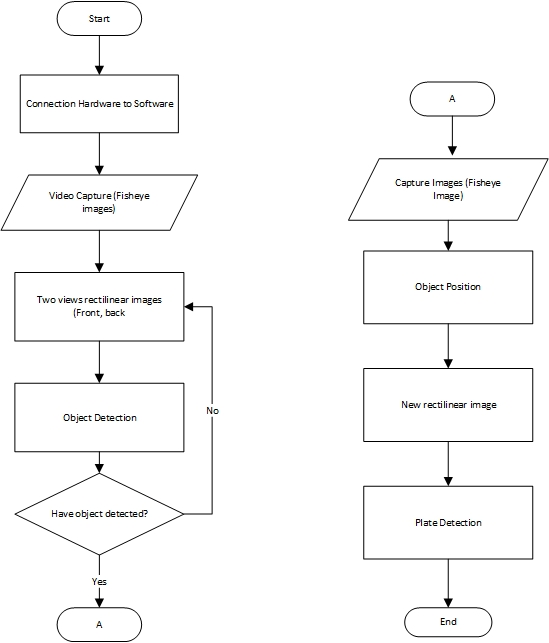 Start
Connection Hardware to Software
Video Capture (Fisheye
images)
Two views rectilinear images
(Front, back
Object Detection
No
Have object detected?
Yes
A
A
Capture Images (Fisheye
Image)
Object Position
New rectilinear image
Plate Detection
End